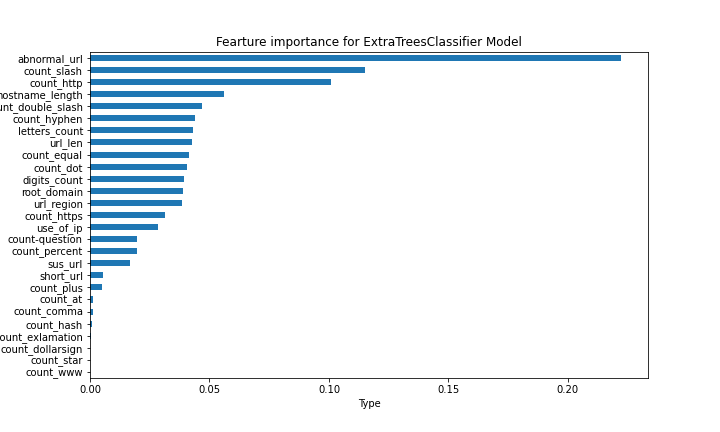 Fearture importance for ExtraTreesClassifier Model
abnormal_url
count_slash
count_http
hostname_length
unt_double_slash
count_hyphen
letters_count
url_len
count_equal
count_dot
digits_count
root_domain
url_region
count_https
use_of_ip
count-question
count_percent
sus_url
short_url
count_plus
count_at
count_comma
count_hash
ount_exlamation
count_dollarsign
count_star
count_www
0.00 0.05 0.10 0.15 0.20
Type